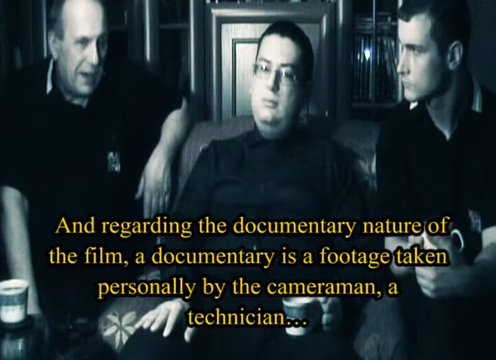 And regarding the documentary nature of
the film, a documentary is a footage taken
personally by the cameraman, a
technician...